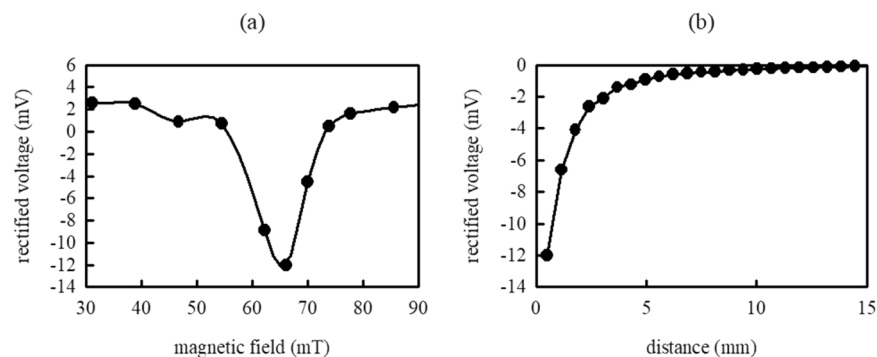 (a)
6
4
2
0
-2
-4
-6
-8
-10
-12
-14
30 40 50 60 70 80 90
rectified voltage (mV)
magnetic field (mT)
(b)
0
-2
-4
-6
-8
-10
-12
-14
0 5 10 15
rectified voltage (mV)
distance (mm)